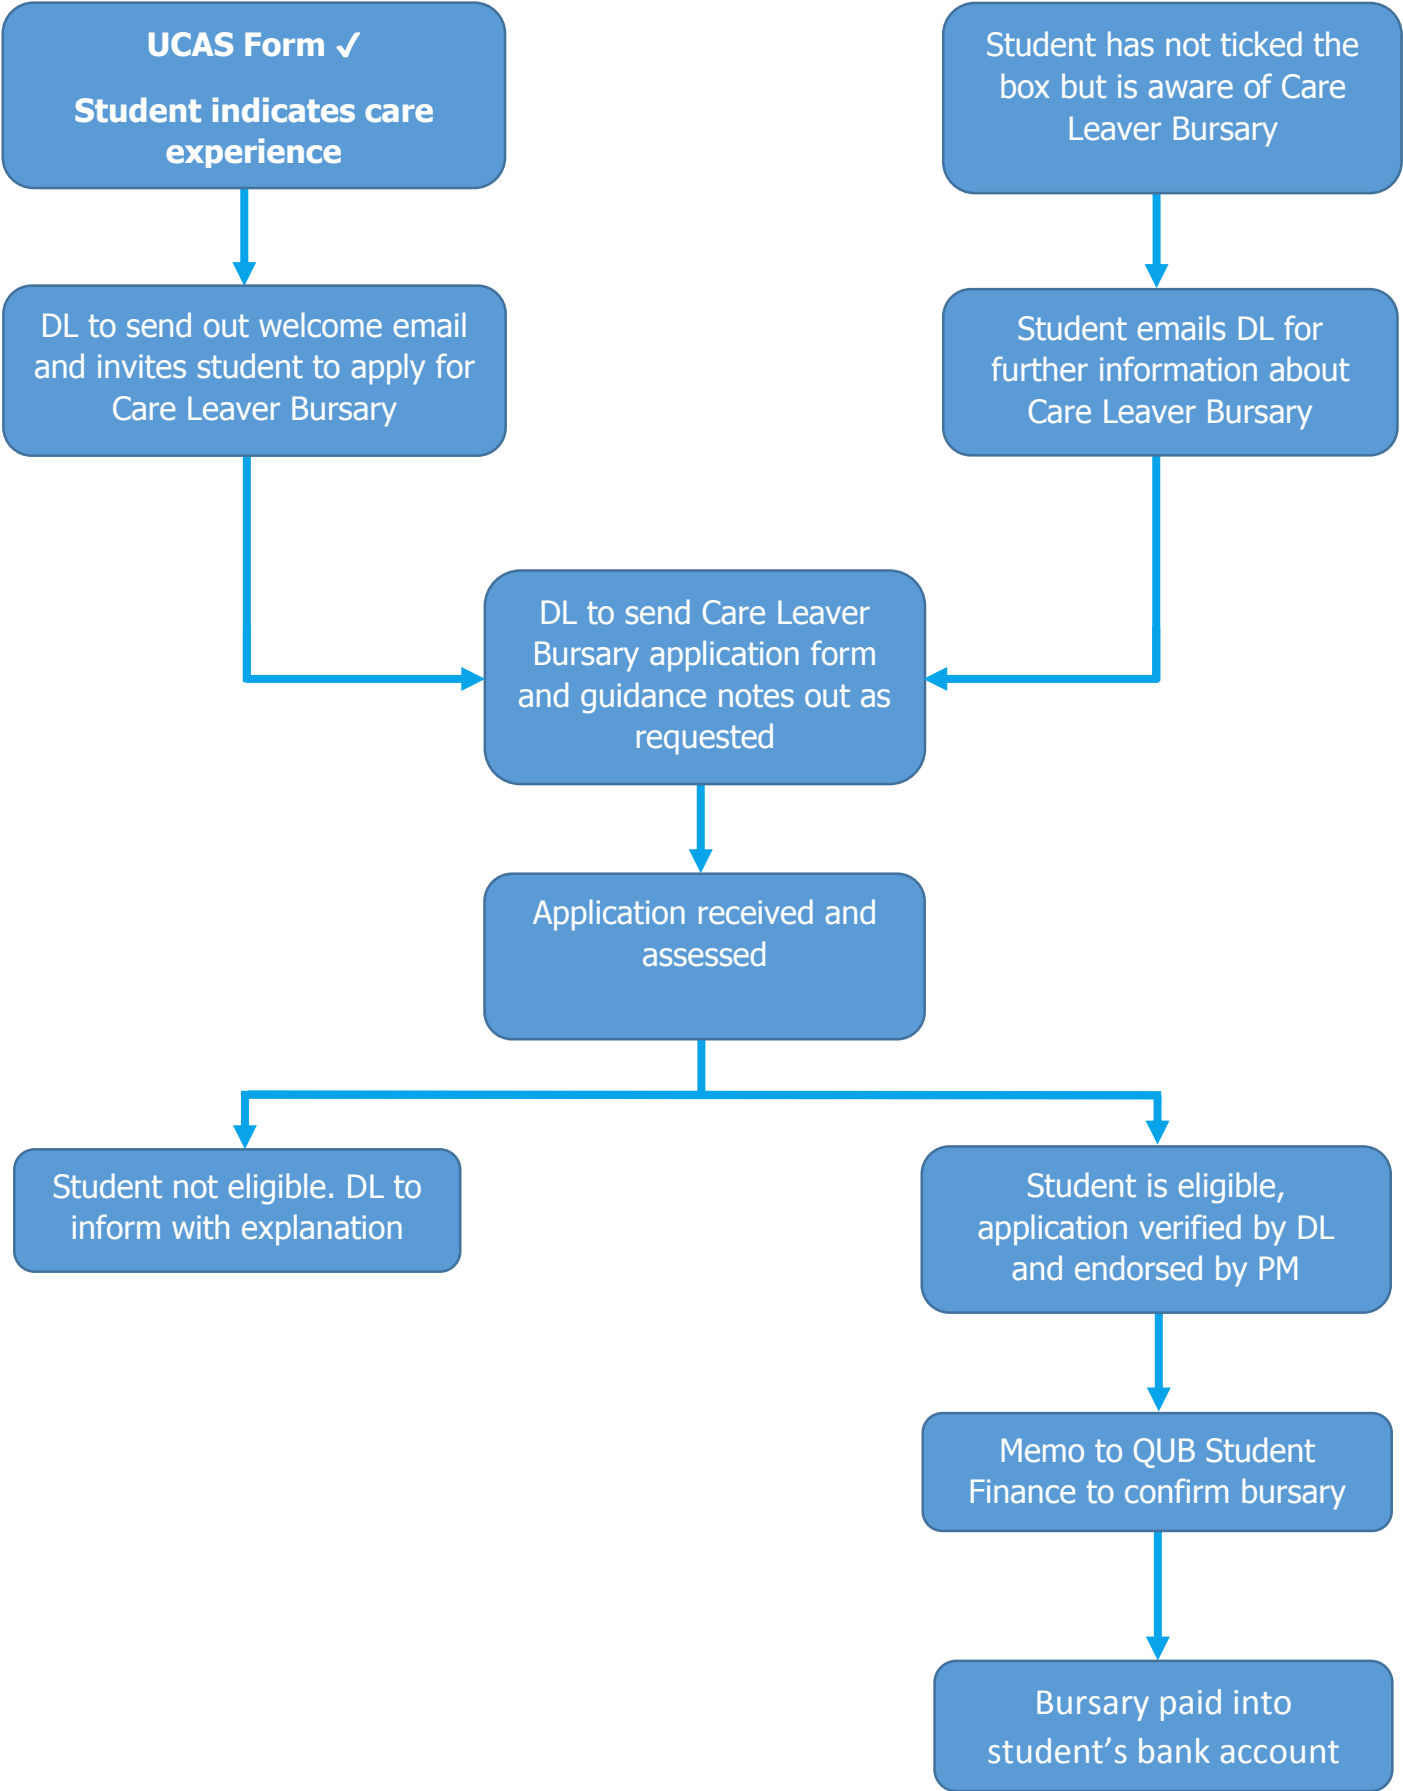 UCAS Form ✓
Student indicates care
experience
Student has not ticked the
box but is aware of Care
Leaver Bursary
DL to send out welcome email
and invites student to apply for
Care Leaver Bursary
Student emails DL for
further information about
Care Leaver Bursary
DL to send Care Leaver
Bursary application form
and guidance notes out as
requested
Application received and
assessed
Student not eligible. DL to
inform with explanation
Student is eligible,
application verified by DL
and endorsed by PM
Memo to QUB Student
Finance to confirm bursary
Bursary paid into
student’s bank account